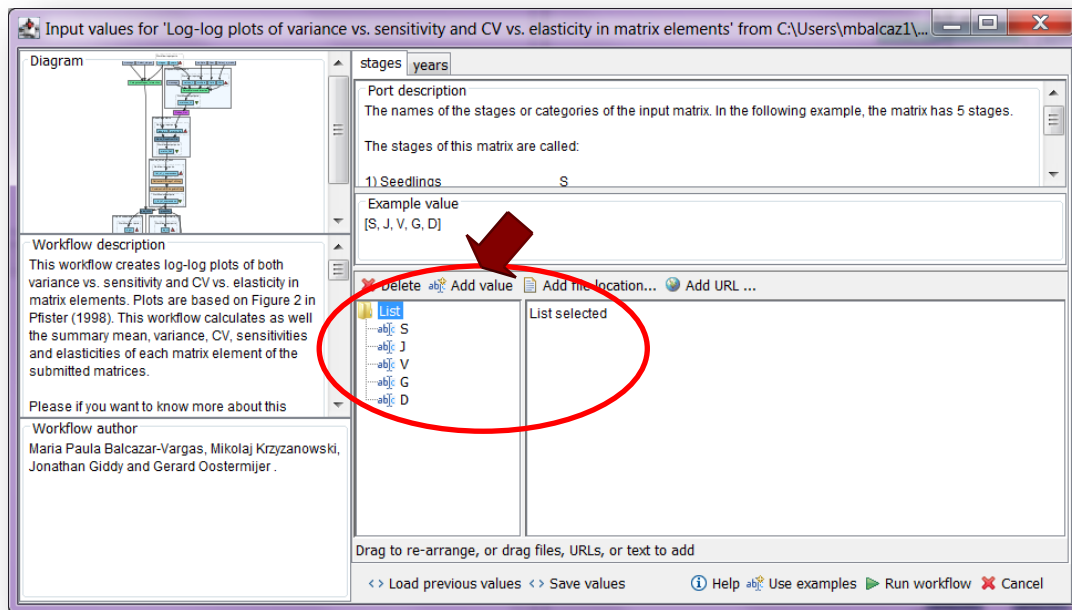 Input values for 'Log-log plots of variance vs. sensitivity and CV vs. elasticity in matrix elements' from C:\Users\mbalcaz1\...
Diagram
stages years
Port description
The names of the stages or categories of the input matrix. In the following example, the matrix has 5 stages.
The stages of this matrix are called:
1) Seedlings S
Example value
[S, J, V, G, D]
Workflow description
This workflow creates log-log plots of both
variance vs. sensitivity and CV vs. elasticity in
matrix elements. Plots are based on Figure 2 in
Pfister (1998). This workflow calculates as well
the summary mean, variance, CV, sensitivities
and elasticities of each matrix element of the
submitted matrices.
Please if you want to know more about this
Delete Add value Add file location... Add URL ...
List
S
J
V
G
D
List selected
Workflow author
Maria Paula Balcazar-Vargas, Mikolaj Krzyzanowski,
Jonathan Giddy and Gerard Oostermijer .
Drag to re-arrange, or drag files, URLs, or text to add
Load previous values Save values Help Use examples Run workflow Cancel